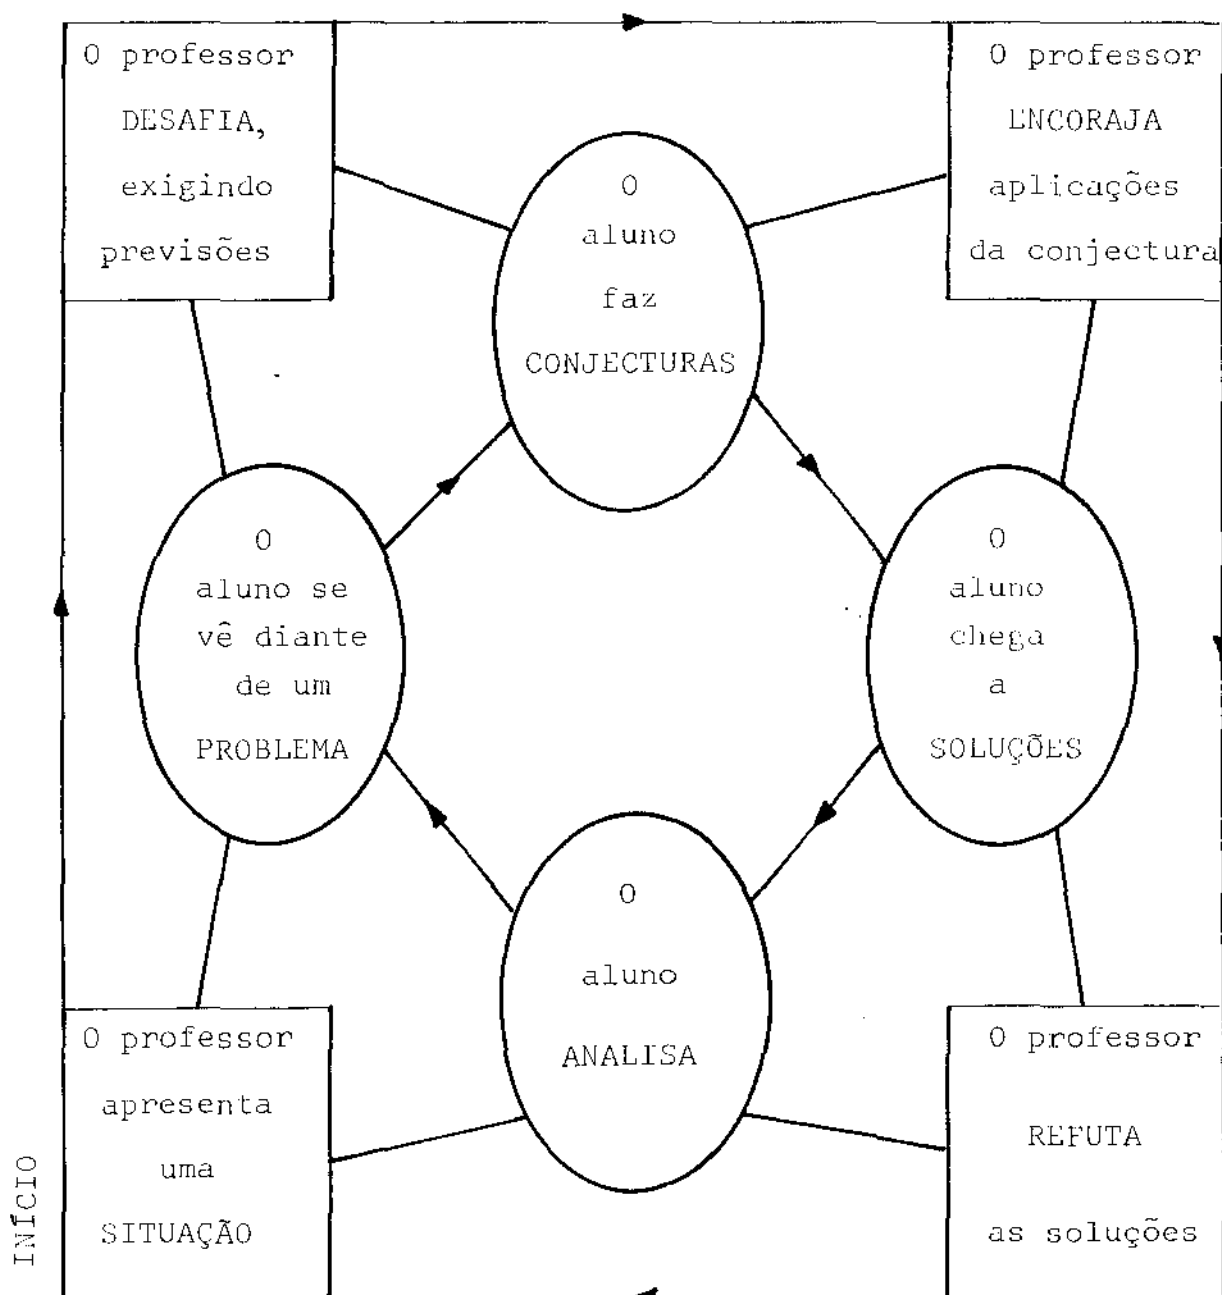 O professor
DESAFIA,
exigindo
previsões
O professor
ENCORAJA
aplicações
da conjectura
O
aluno
faz
CONJECTURAS
O
aluno se
vê diante
de um
PROBLEMA
O
aluno
chega
a
SOLUÇÕES
O
aluno
ANALISA
INÍCIO
O professor
apresenta
uma
SITUAÇÃO
O professor
REFUTA
as soluções